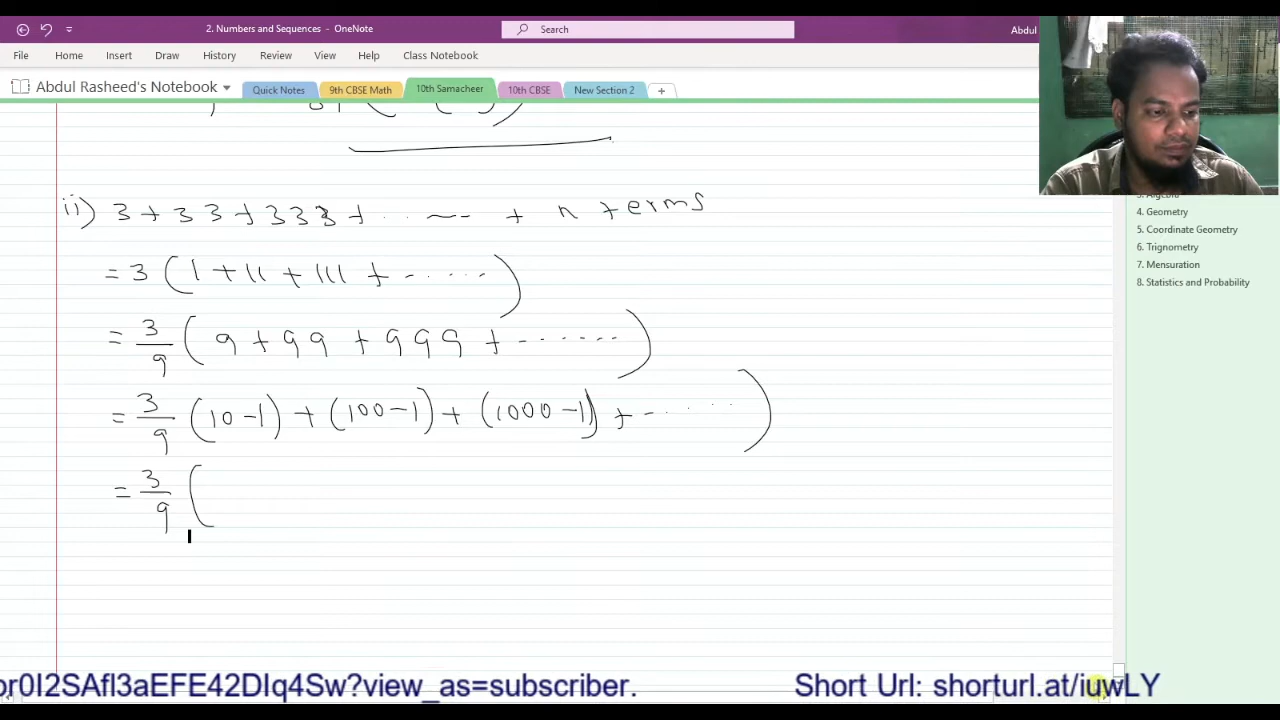 2. Numbers and Sequences - OneNote
Search
Abdul
File Home Insert Draw History Review View Help Class Notebook
Abdul Rasheed's Notebook
Quick Notes 9th CBSE Math 10th Samacheer 10th CBSE New Section 2 +
4. Geometry
5. Coordinate Geometry
6. Trignometry
7. Mensuration
8. Statistics and Probability
ii) 3 + 33 + 333 + ..... + n terms
= 3 (1 + 11 + 111 + ......)
= 3/9 (9 + 99 + 999 + .......)
= 3/9 (10 - 1) + (100 - 1) + (1000 - 1)) + ......)
= 3/9 (
or0I2SAfI3aEFE42DIq4Sw?view_as=subscriber.
Short Url: shorturl.at/iuwLY